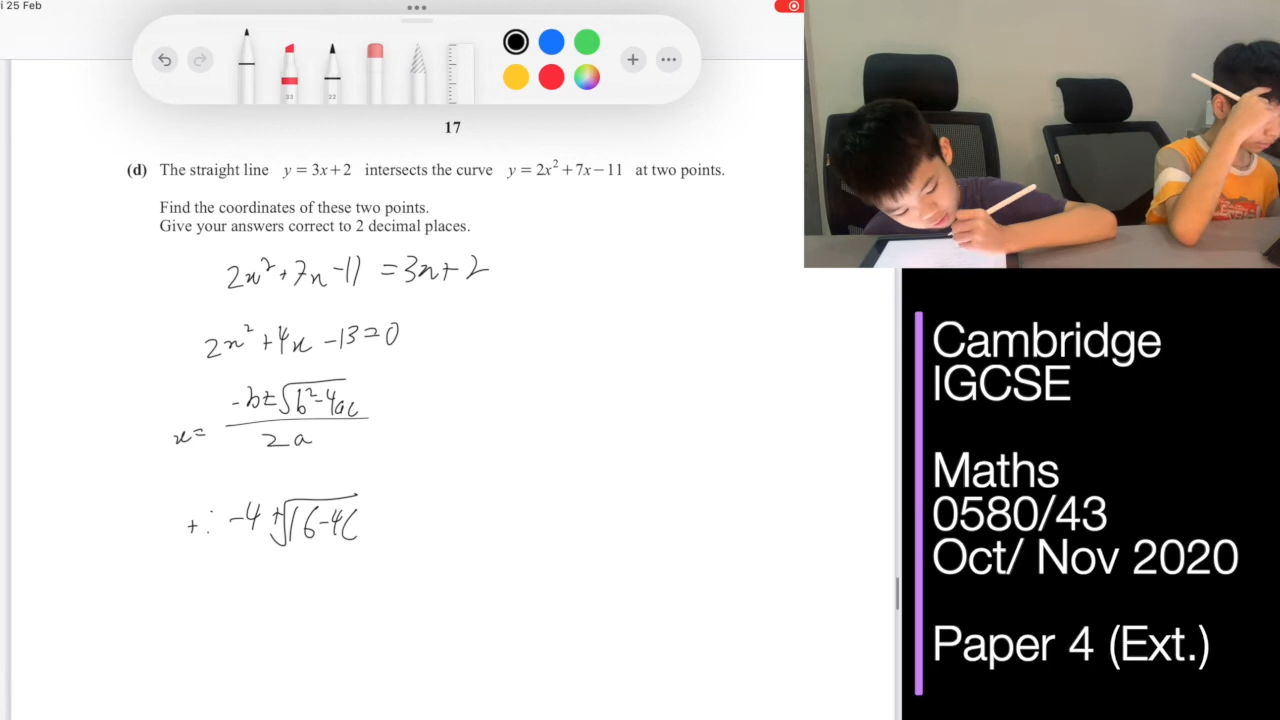 i 25 Feb
33
22
17
(d) The straight line y = 3x + 2 intersects the curve y = 2x² + 7x − 11 at two points.
Find the coordinates of these two points.
Give your answers correct to 2 decimal places.
2x² + 7x - 11 = 3x + 2
2x² + 4x - 13 = 0
x = -b±√b²-4ac
2a
+: -4 +√16-4(
Cambridge
IGCSE
Maths
0580/43
Oct/ Nov 2020
Paper 4 (Ext.)